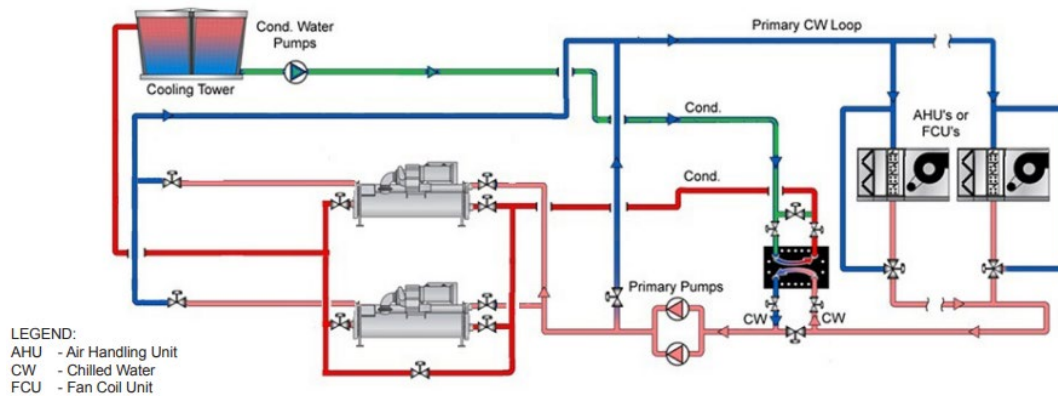 Cond. Water
Pumps
Primary CW Loop
Cooling Tower
Cond.
AHU's or
FCU's
Cond.
Primary Pumps
CW
CW
LEGEND:
AHU - Air Handling Unit
CW - Chilled Water
FCU - Fan Coil Unit